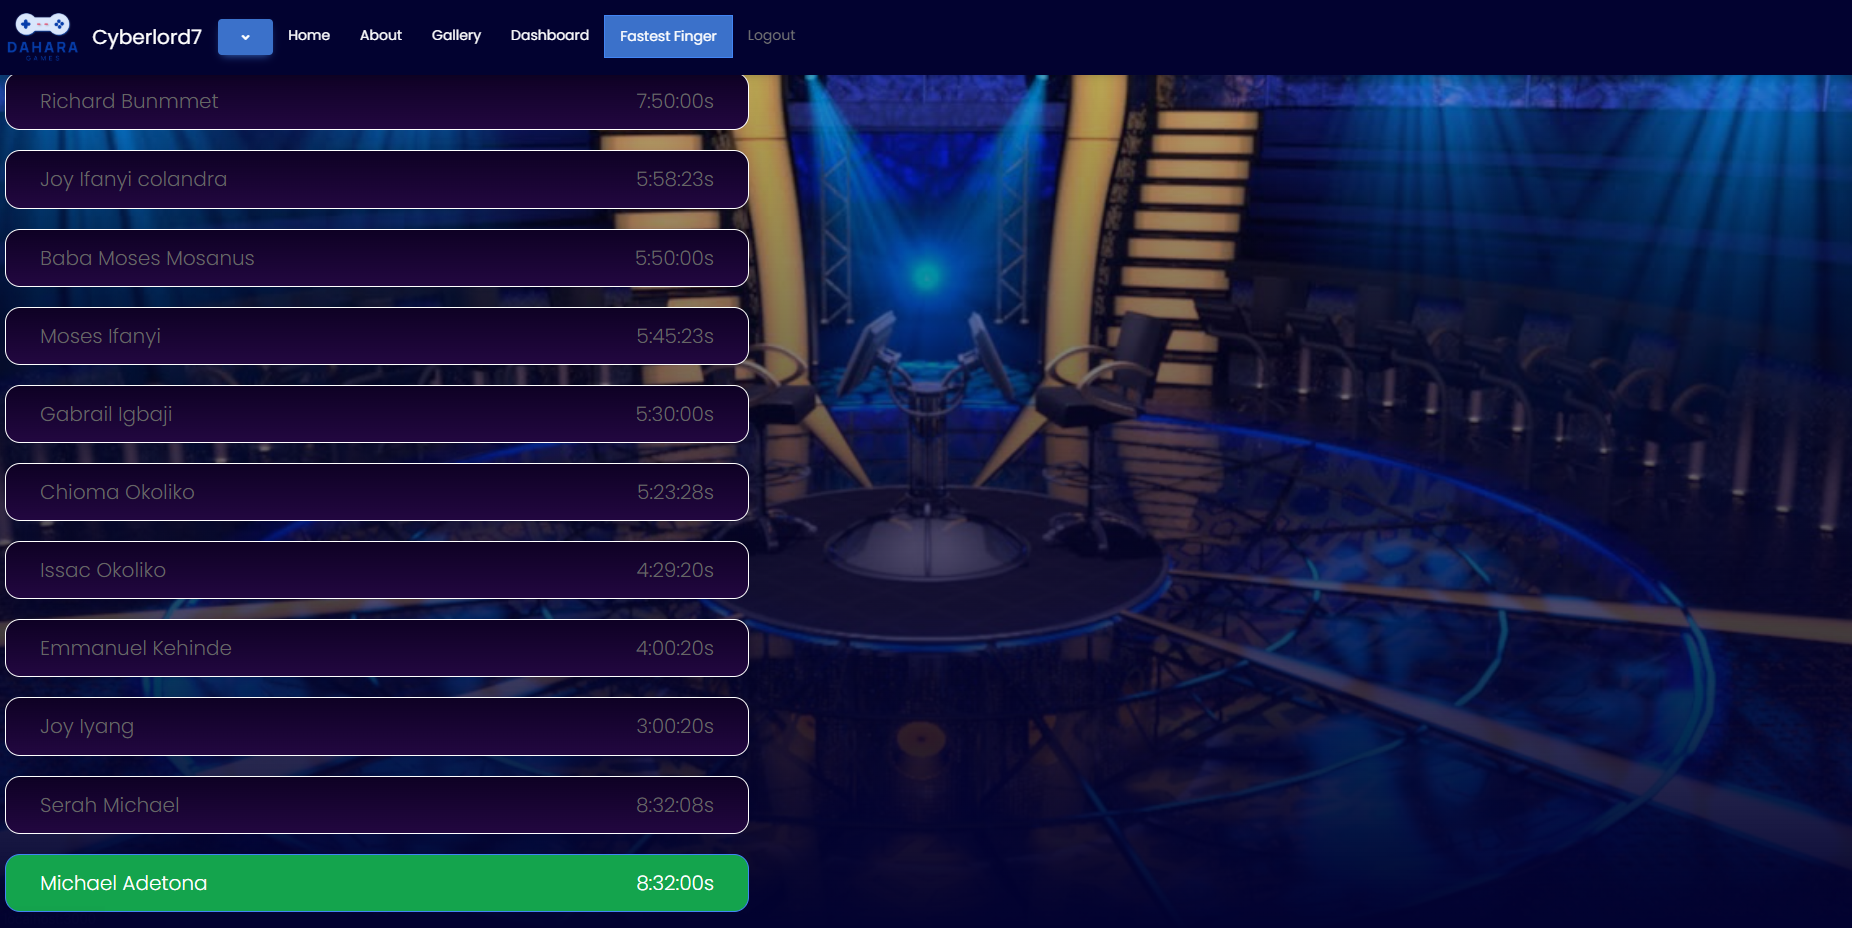 DAHARA
GAMES
Cyberlord7
Home
About
Gallery
Dashboard
Fastest Finger
Logout
Richard Bunmmet 7:50:00s
Joy Ifanyi colandra 5:58:23s
Baba Moses Mosanus 5:50:00s
Moses Ifanyi 5:45:23s
Gabrail Igbaji 5:30:00s
Chioma Okoliko 5:23:28s
Issac Okoliko 4:29:20s
Emmanuel Kehinde 4:00:20s
Joy Iyang 3:00:20s
Serah Michael 8:32:08s
Michael Adetona 8:32:00s